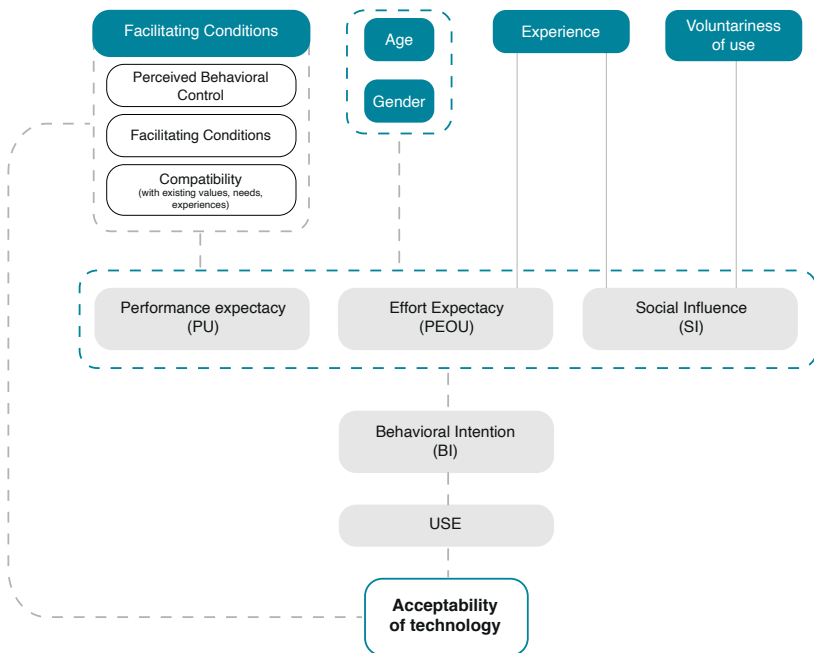 Facilitating Conditions
Perceived Behavioral
Control
Facilitating Conditions
Compatibility
(with existing values, needs,
experiences)
Age
Gender
Experience
Voluntariness
of use
Performance expectacy
(PU)
Effort Expectacy
(PEOU)
Social Influence
(SI)
Behavioral Intention
(BI)
USE
Acceptability
of technology